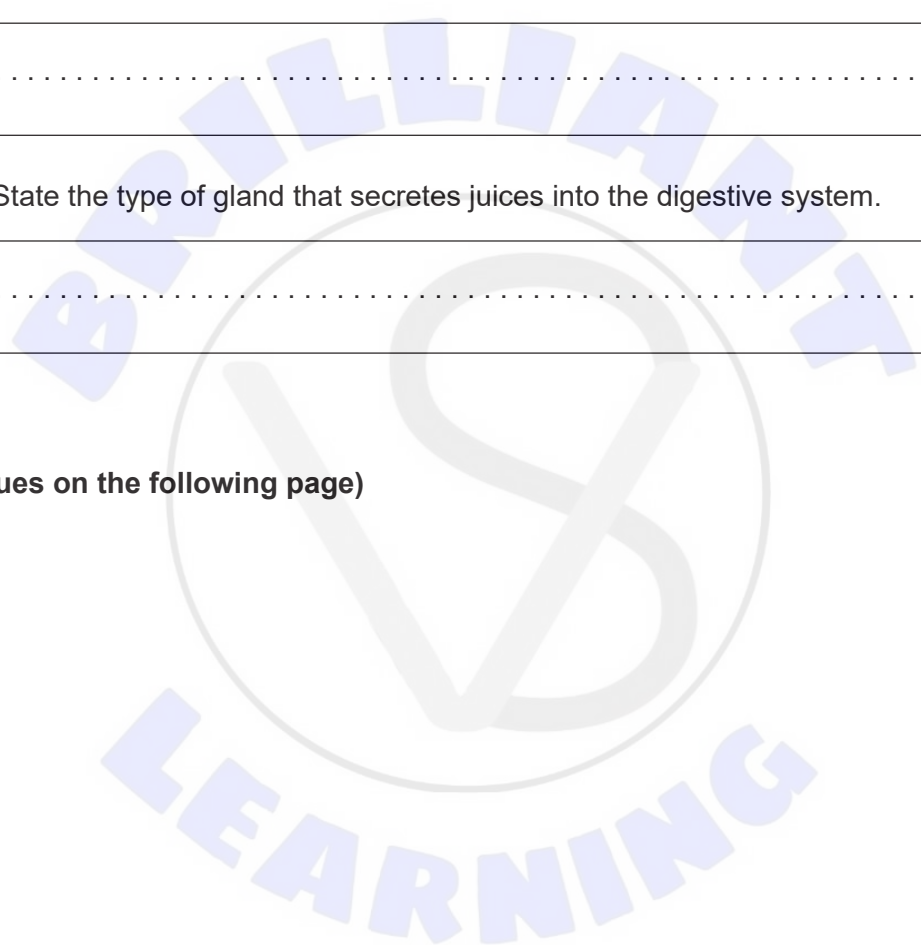 . . . . . . . . . . . . . . . . . . . . . . . . . . . . . . . . . . . . . . . . . . . . . . . . . . . . . . . .
State the type of gland that secretes juices into the digestive system.
. . . . . . . . . . . . . . . . . . . . . . . . . . . . . . . . . . . . . . . . . . . . . . . . . . . . . . . .
ues on the following page)
BRILLIANT
VS
LEARNING